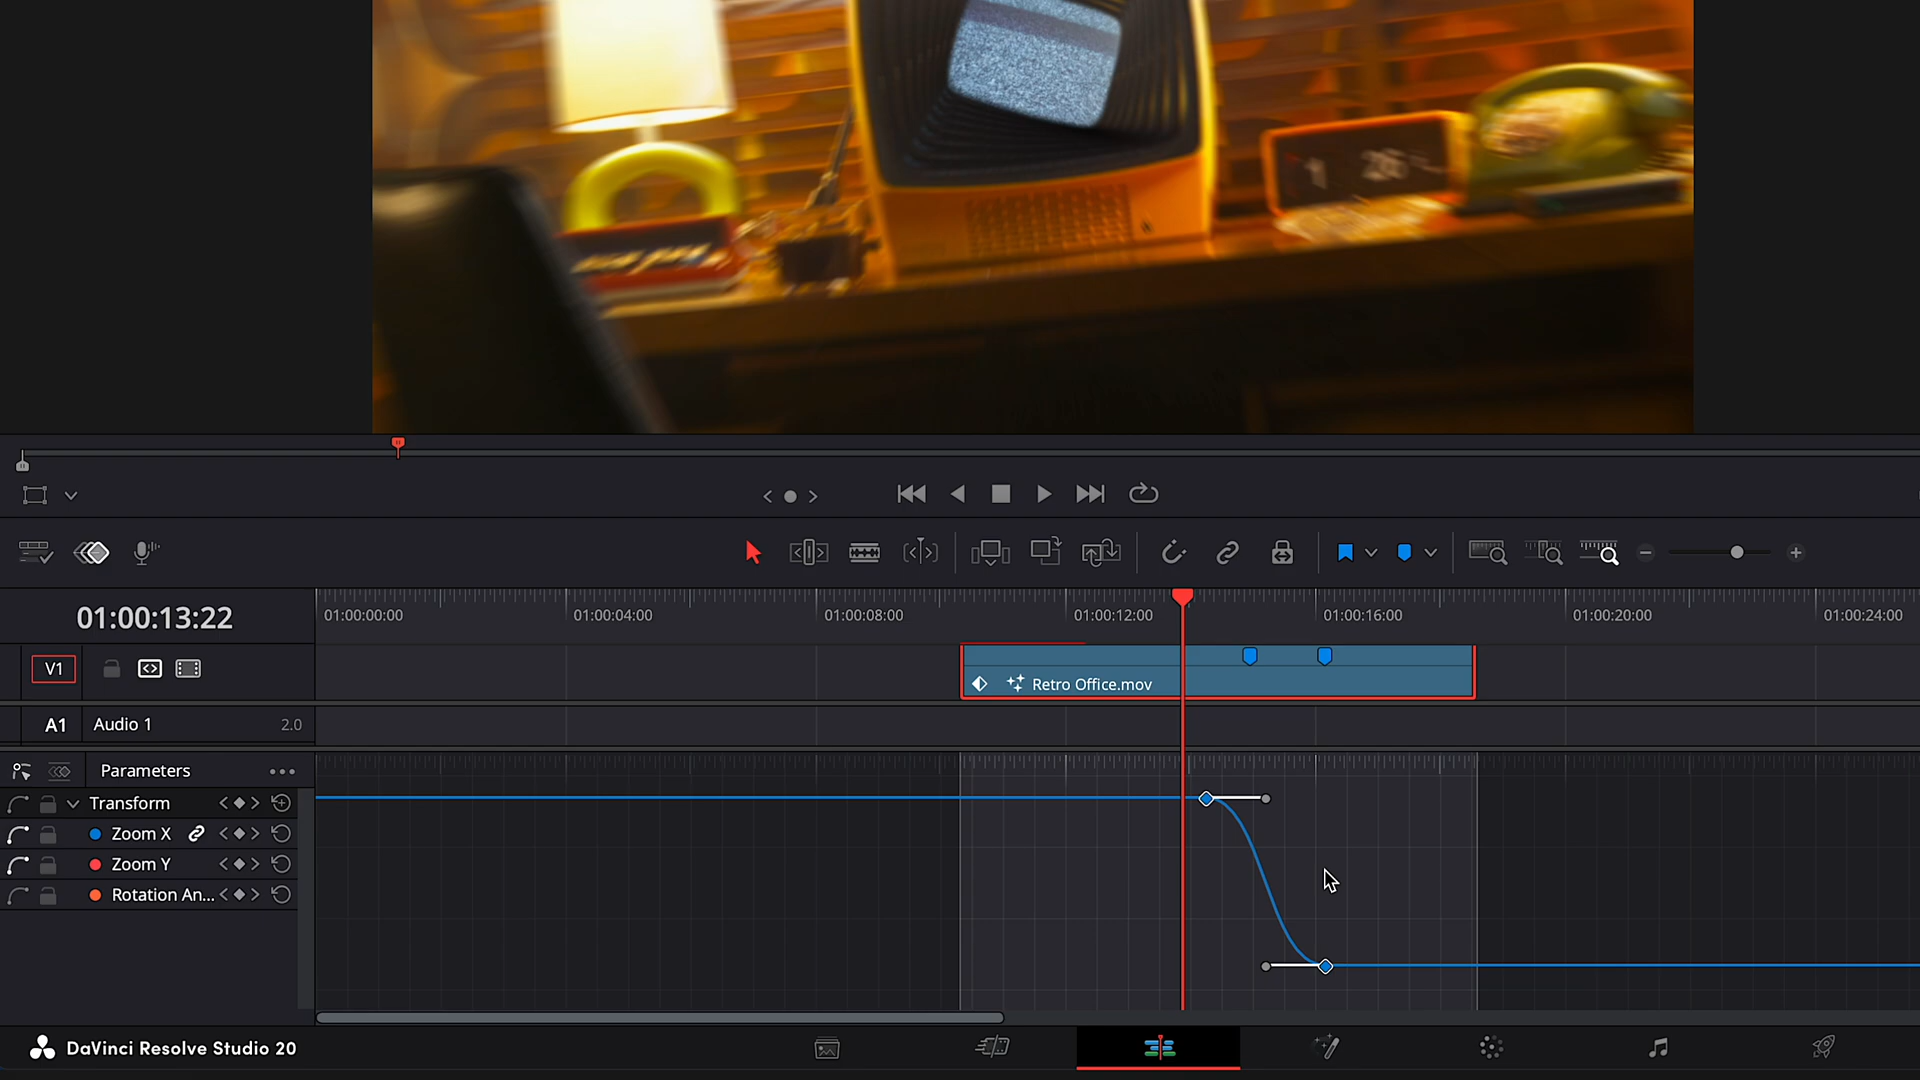 1 26
01:00:13:22
01:00:00:00 01:00:04:00 01:00:08:00 01:00:12:00 01:00:16:00 01:00:20:00 01:00:24:00
V1
Retro Office.mov
A1 Audio 1 2.0
Parameters
Transform
Zoom X
Zoom Y
Rotation An...
DaVinci Resolve Studio 20